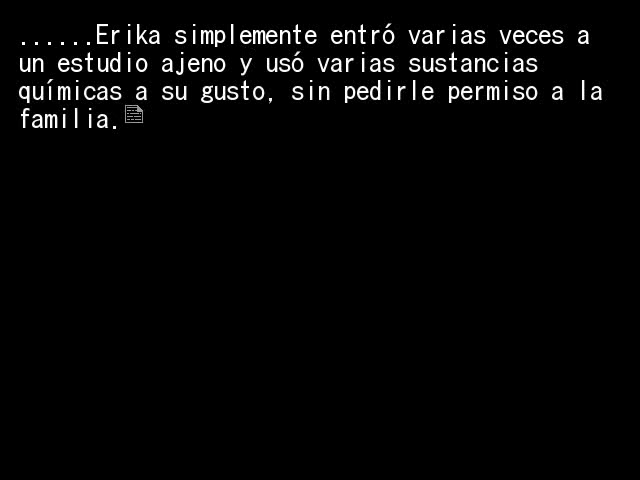 ......Erika simplemente entró varias veces a
un estudio ajeno y usó varias sustancias
químicas a su gusto, sin pedirle permiso a la
familia.